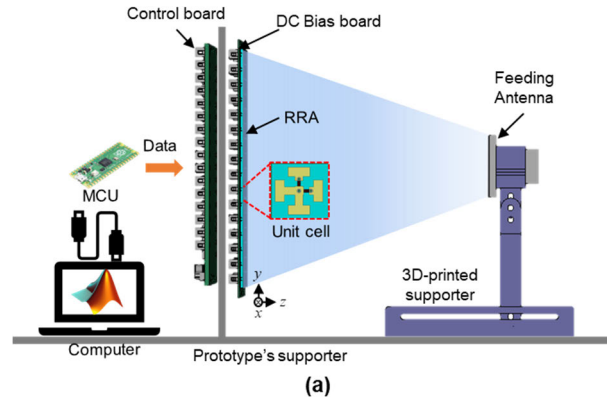 Control board
DC Bias board
Feeding
Antenna
RRA
Data
MCU
Unit cell
y
x
z
3D-printed
supporter
Computer
Prototype's supporter
(a)